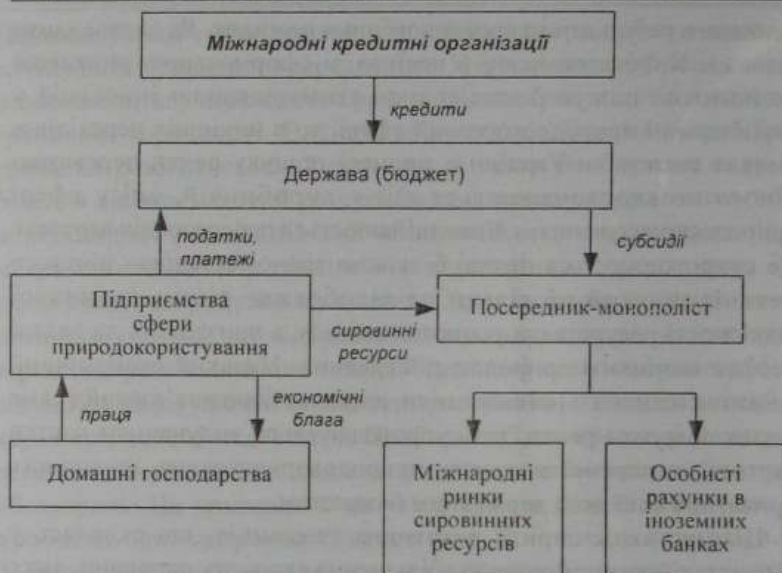 Міжнародні кредитні організації
кредити
Держава (бюджет)
податки,
платежі
субсидії
Підприємства
сфери
природокористування
сировинні
ресурси
Поссредник-монополіст
праця
економічні
блага
Домашні господарства
Міжнародні
ринки
сировинних
ресурсів
Особисті
рахунки в
іноземних
банках